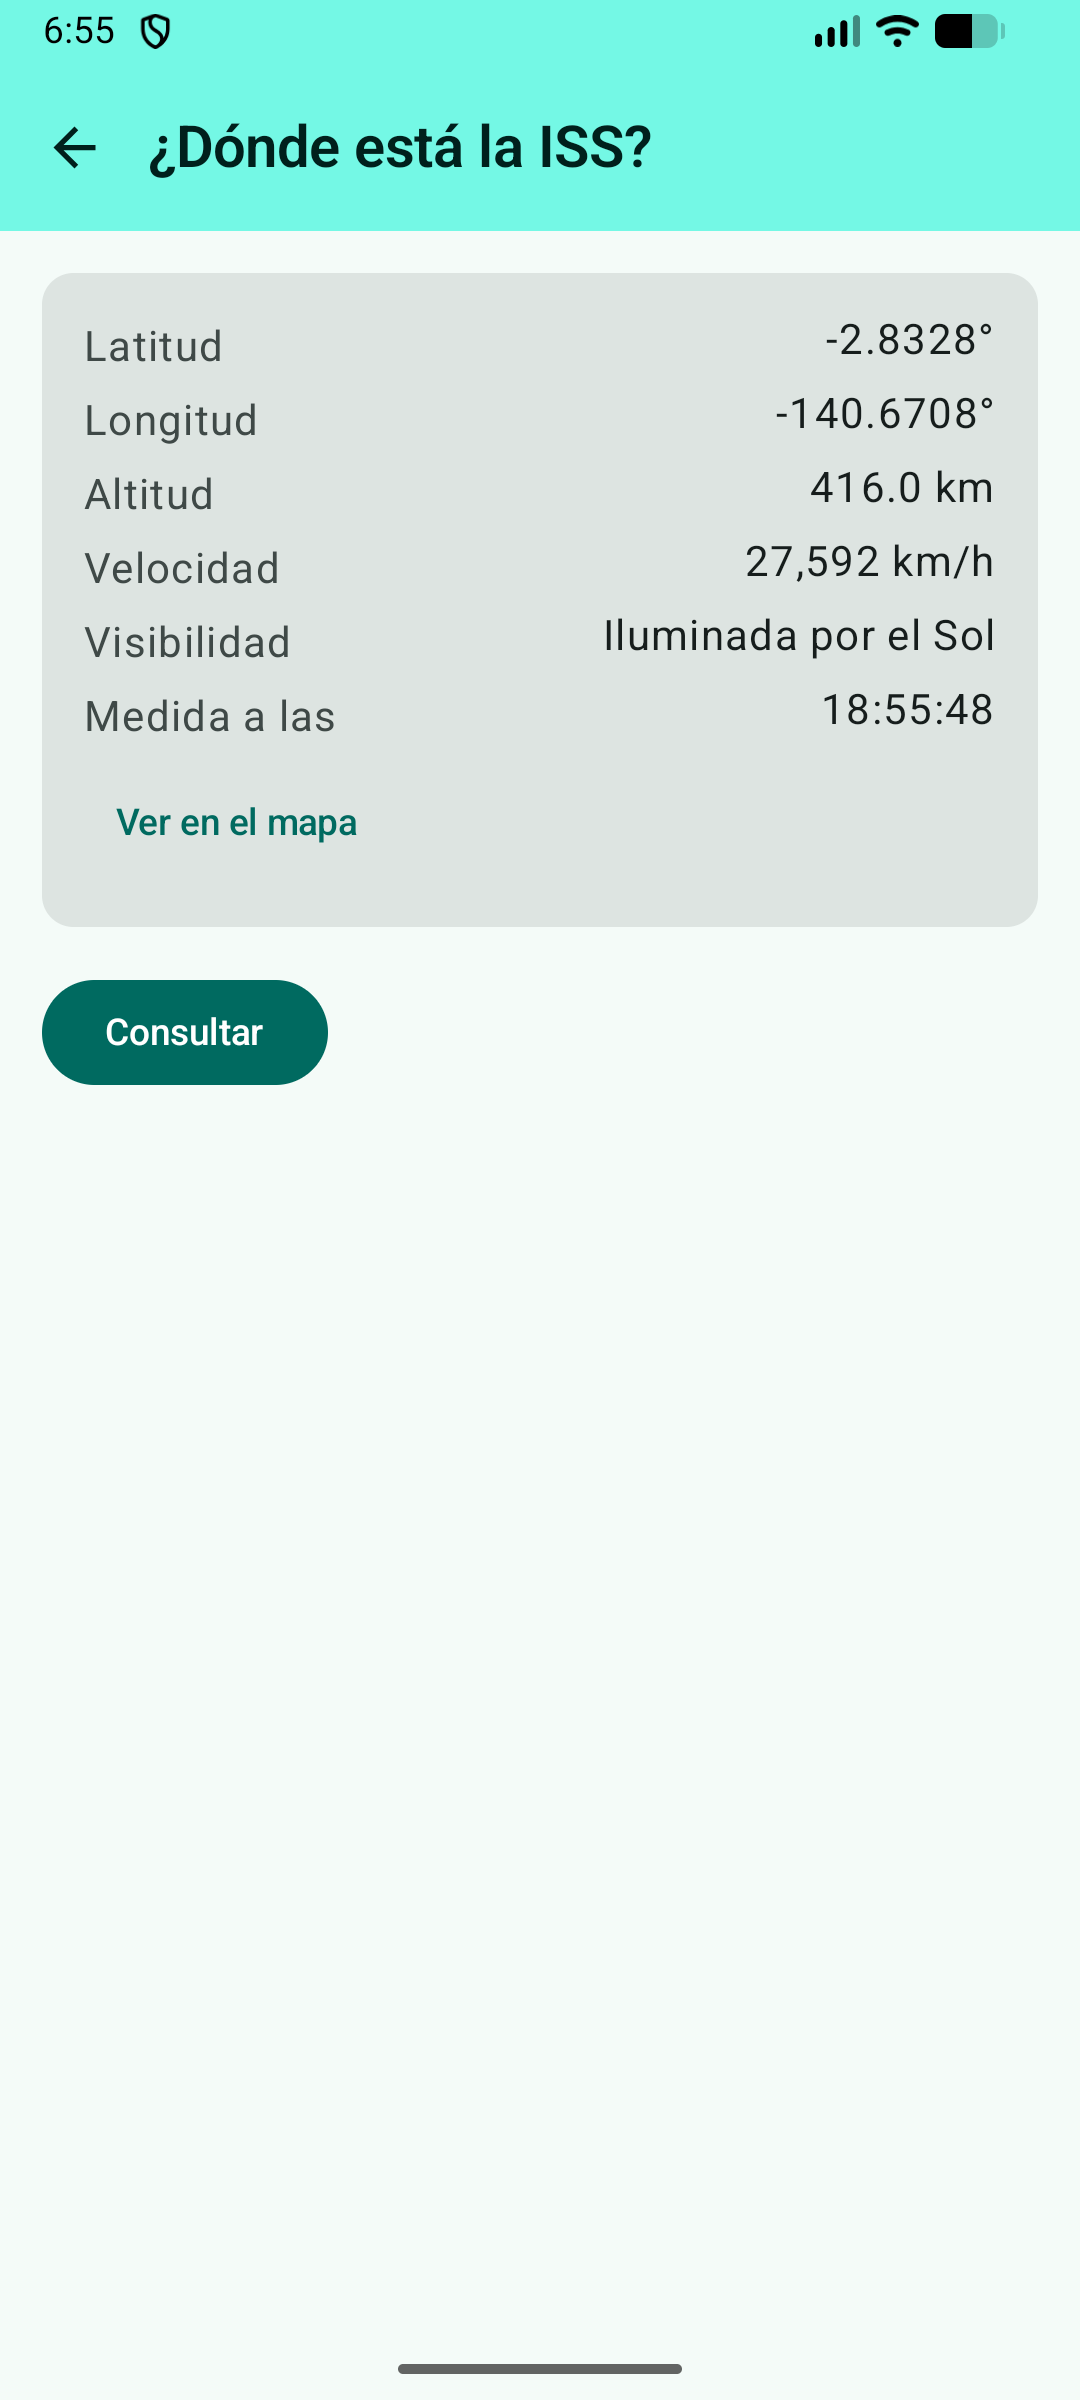 6:55
¿Dónde está la ISS?
Latitud -2.8328°
Longitud -140.6708°
Altitud 416.0 km
Velocidad 27,592 km/h
Visibilidad Iluminada por el Sol
Medida a las 18:55:48
Ver en el mapa
Consultar